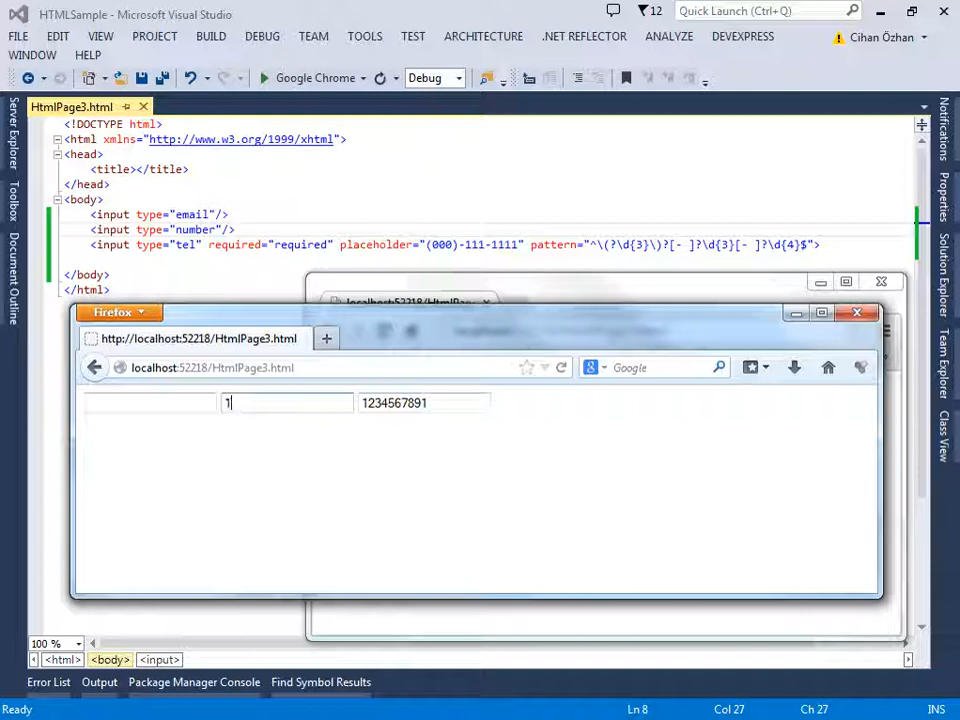 HTMLSample - Microsoft Visual Studio
12
Quick Launch (Ctrl+Q)
FILE EDIT VIEW PROJECT BUILD DEBUG TEAM TOOLS TEST ARCHITECTURE .NET REFLECTOR ANALYZE DEVEXPRESS
Cihan Özhan
WINDOW HELP
Google Chrome
Debug
HtmlPage3.html
Server Explorer
Toolbox
Document Outline
<!DOCTYPE html>
<html xmlns="http://www.w3.org/1999/xhtml">
<head>
<title></title>
</head>
<body>
<input type="email"/>
<input type="number"/>
<input type="tel" required="required" placeholder="(000)-111-1111" pattern="^\(?\d{3}\)?[- ]?\d{3}[- ]?\d{4}$">
</body>
</html>
Notifications
Properties
Solution Explorer
Team Explorer
Class View
Firefox
http://localhost:52218/HtmlPage3.html
localhost:52218/HtmlPage3.html
Google
1
1234567891
100 %
<html> <body> <input>
Error List Output Package Manager Console Find Symbol Results
Ready
Ln 8 Col 27 Ch 27 INS